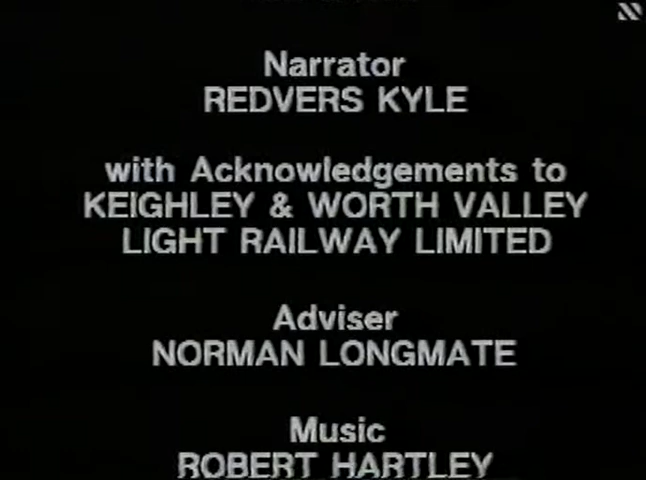 Narrator
REDVERS KYLE
with Acknowledgements to
KEIGHLEY & WORTH VALLEY
LIGHT RAILWAY LIMITED
Adviser
NORMAN LONGMATE
Music
ROBERT HARTLEY